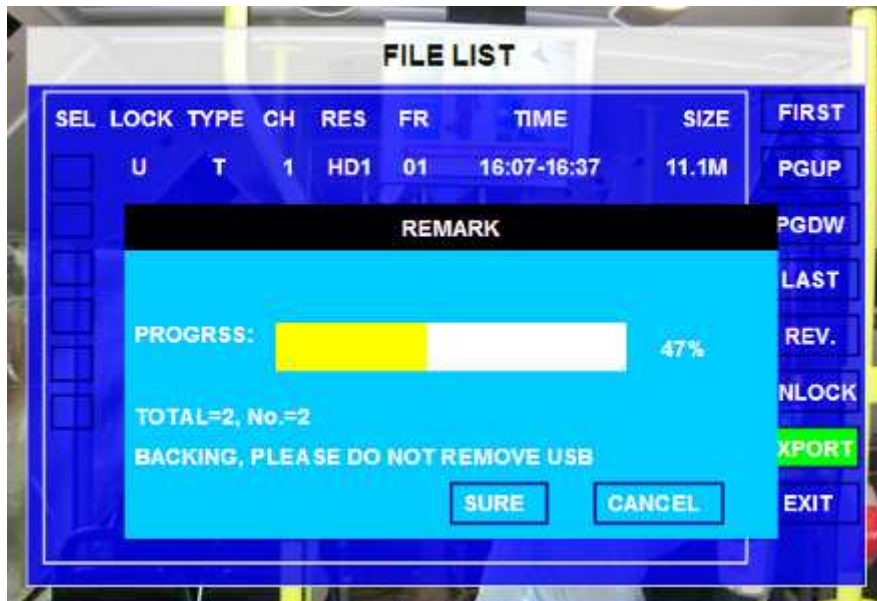 FILE LIST
SEL LOCK TYPE CH RES FR TIME SIZE
U T 1 HD1 01 16:07-16:37 11.1M
FIRST
PGUP
PGDW
LAST
REV.
NLOCK
XPORT
EXIT
REMARK
PROGRSS: 47%
TOTAL=2, No.=2
BACKING, PLEASE DO NOT REMOVE USB
SURE CANCEL